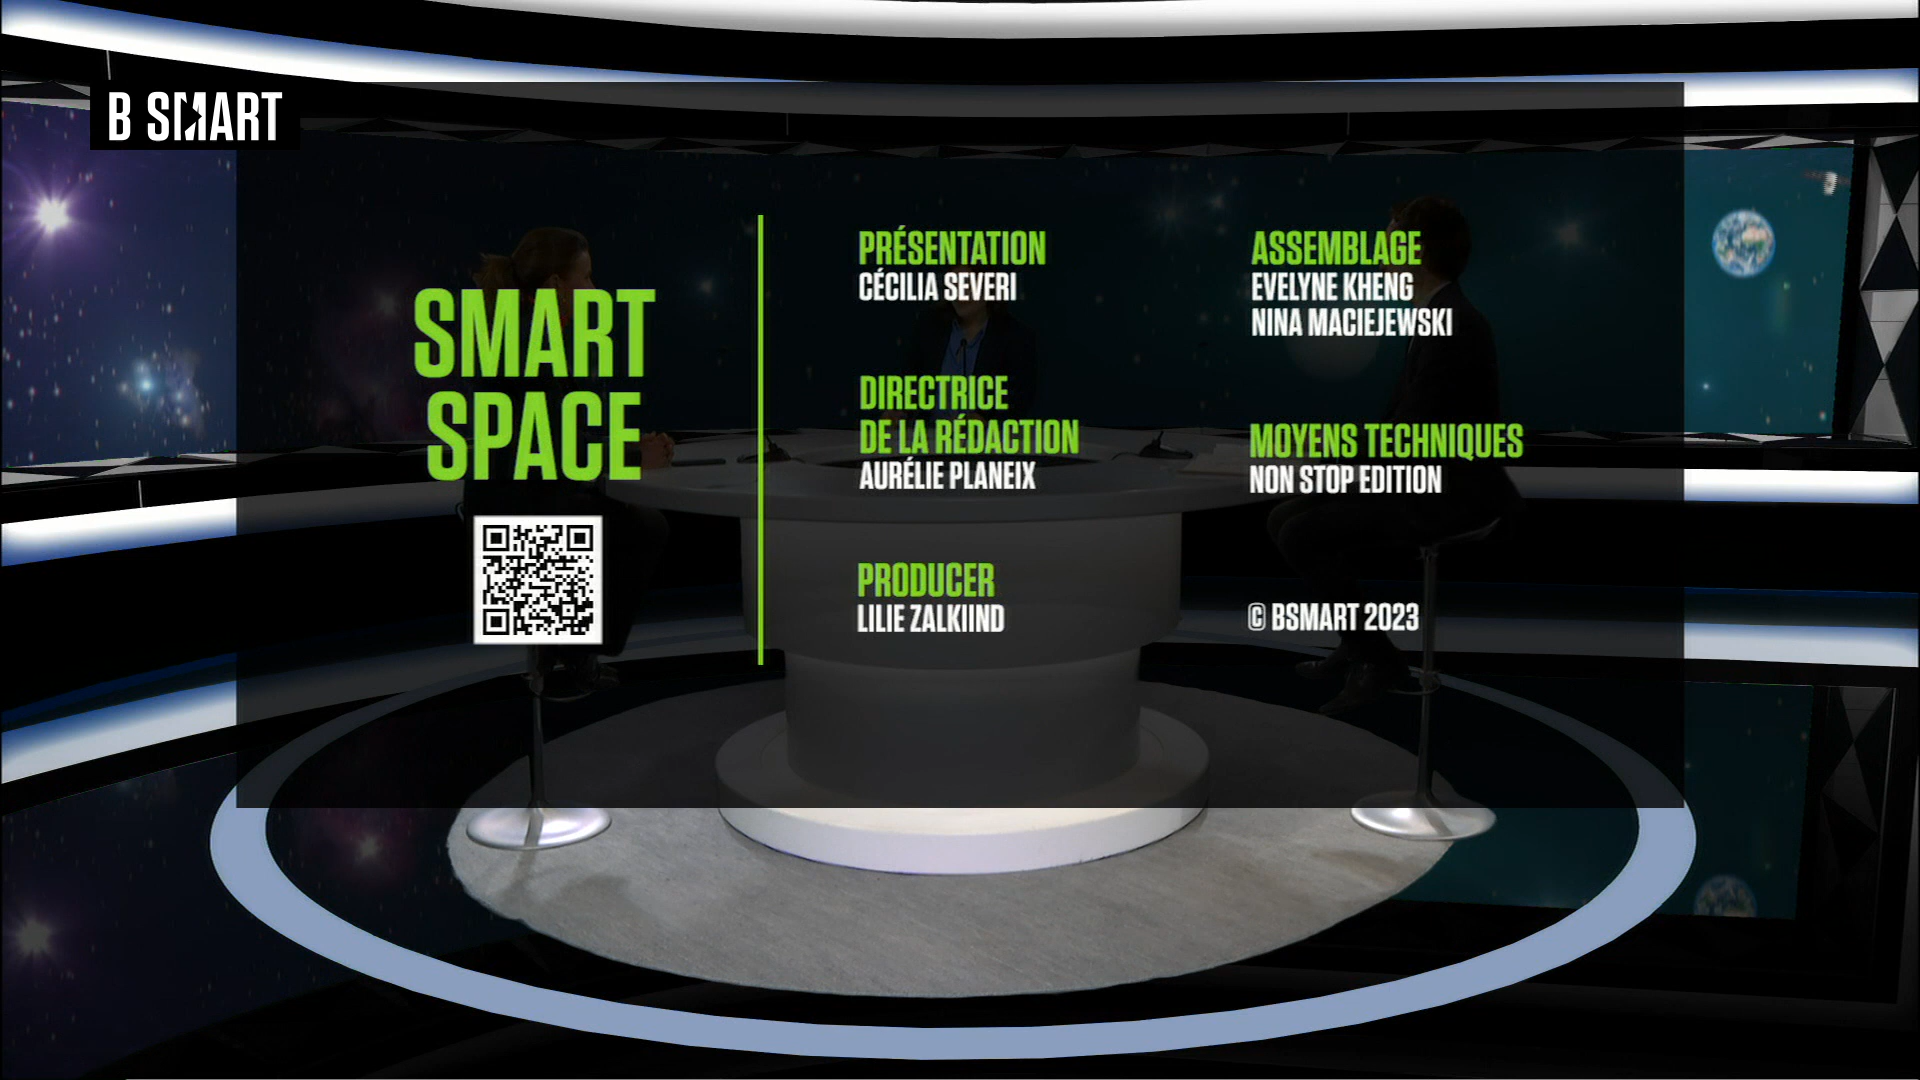 B SMART
SMART
SPACE
PRÉSENTATION
CÉCILIA SEVERI
DIRECTRICE
DE LA RÉDACTION
AURÉLIE PLANEIX
PRODUCER
LILIE ZALKIIND
ASSEMBLAGE
EVELYNE KHENG
NINA MACIEJEWSKI
MOYENS TECHNIQUES
NON STOP EDITION
© BSMART 2023